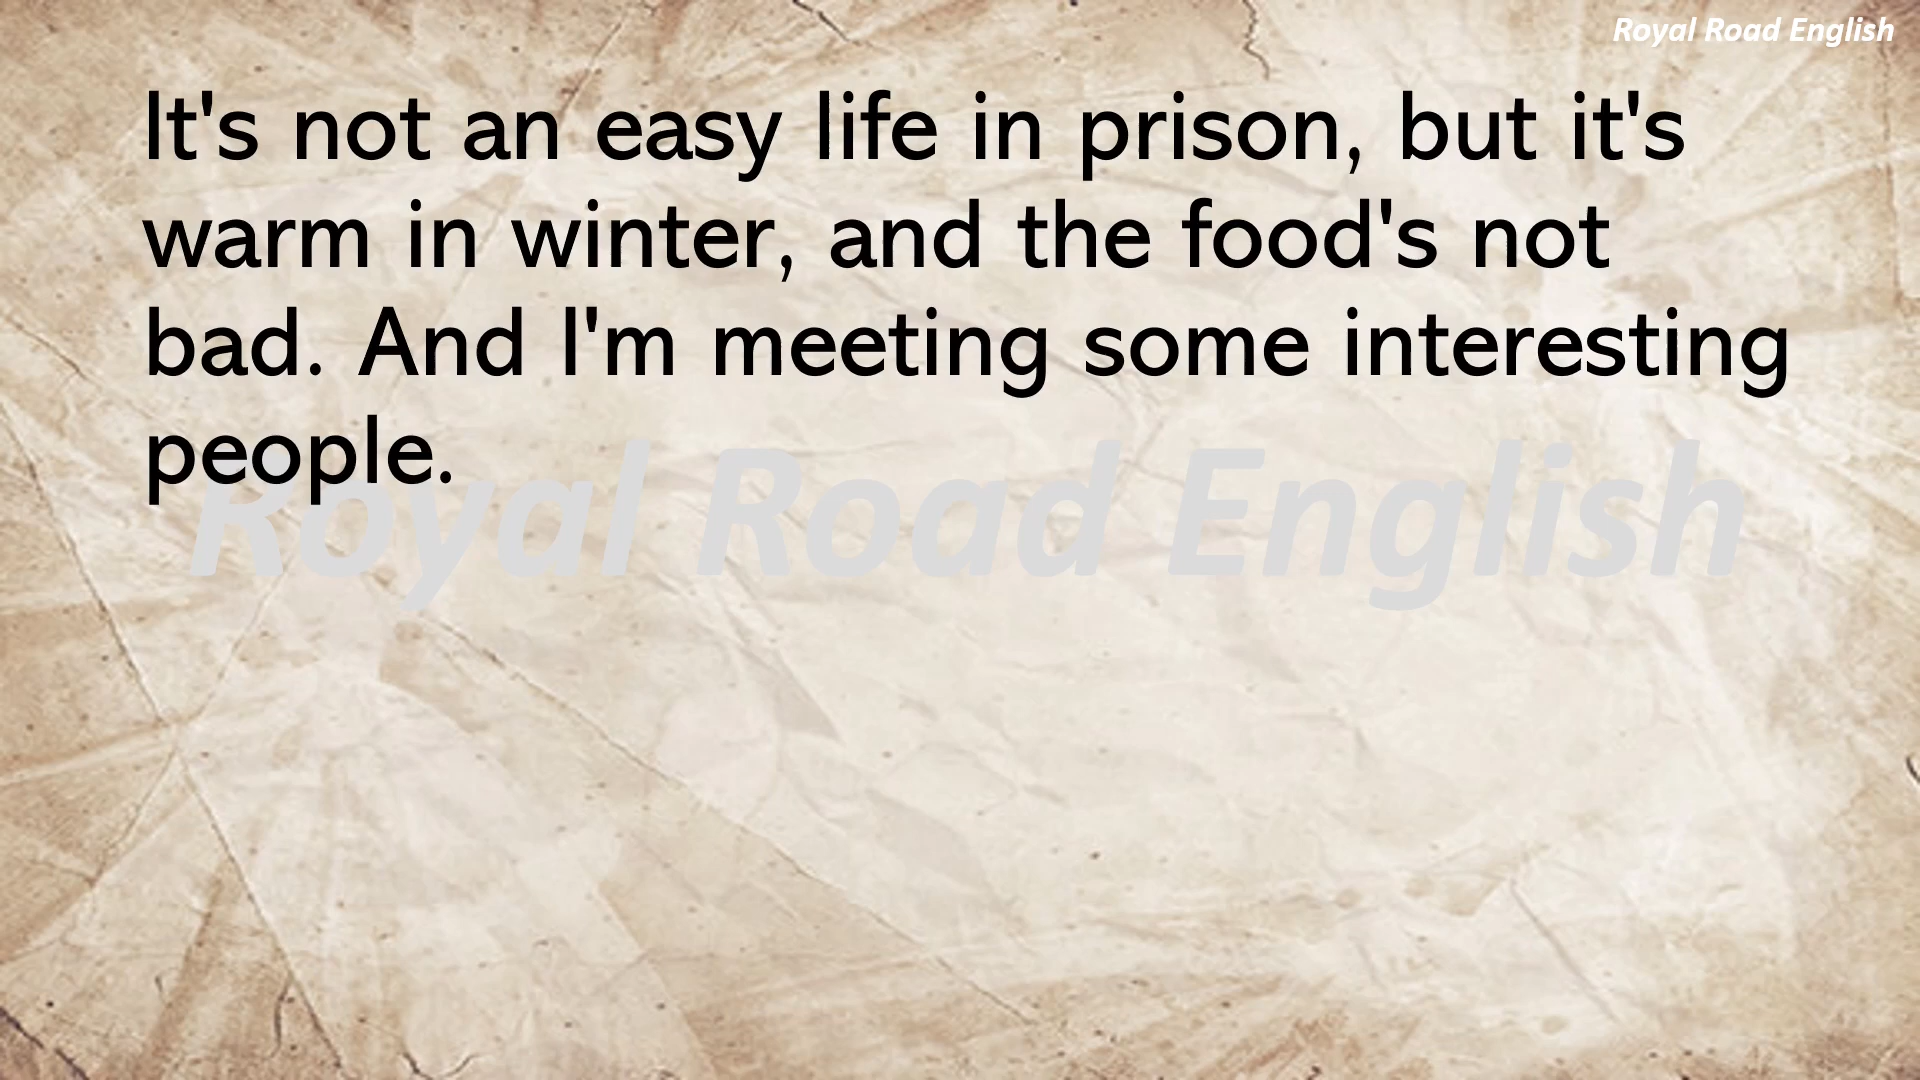 Royal Road English
It's not an easy life in prison, but it's
warm in winter, and the food's not
bad. And I'm meeting some interesting
people.
Royal Road English